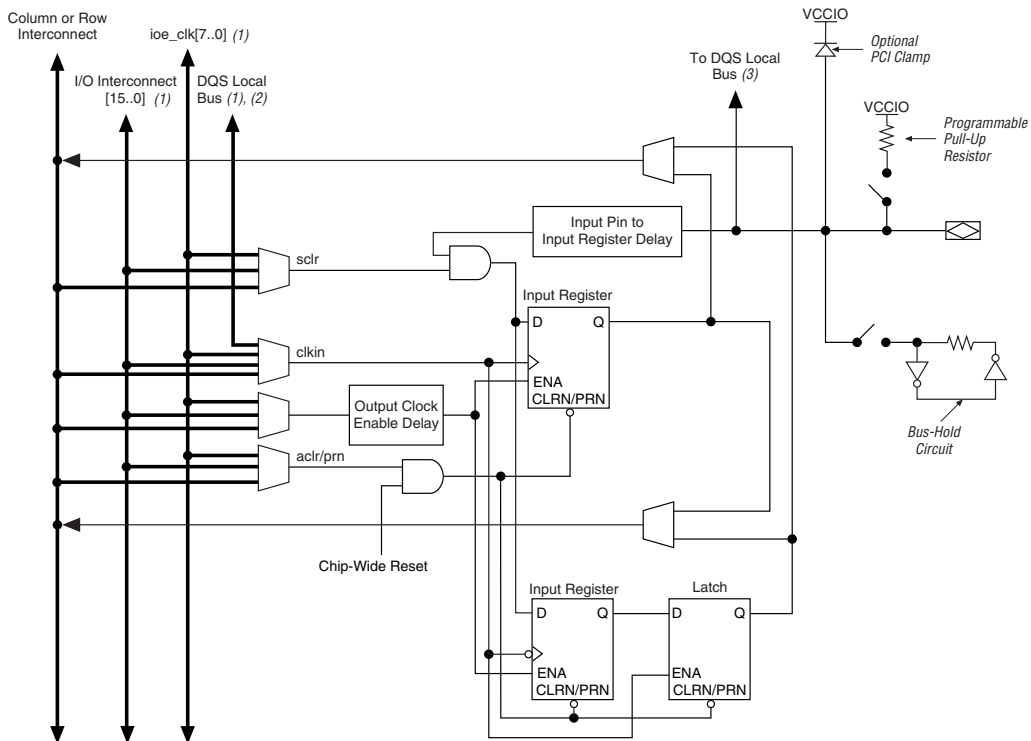 Column or Row
Interconnect
ioe_clk[7..0] (1)
I/O Interconnect
[15..0] (1)
DQS Local
Bus (1), (2)
To DQS Local
Bus (3)
VCCIO
Optional
PCI Clamp
VCCIO
Programmable
Pull-Up
Resistor
Input Pin to
Input Register Delay
sclr
Input Register
D Q
ENA
CLRN/PRN
clkin
Output Clock
Enable Delay
aclr/prn
Bus-Hold
Circuit
Chip-Wide Reset
Input Register
D Q
ENA
CLRN/PRN
Latch
D Q
ENA
CLRN/PRN